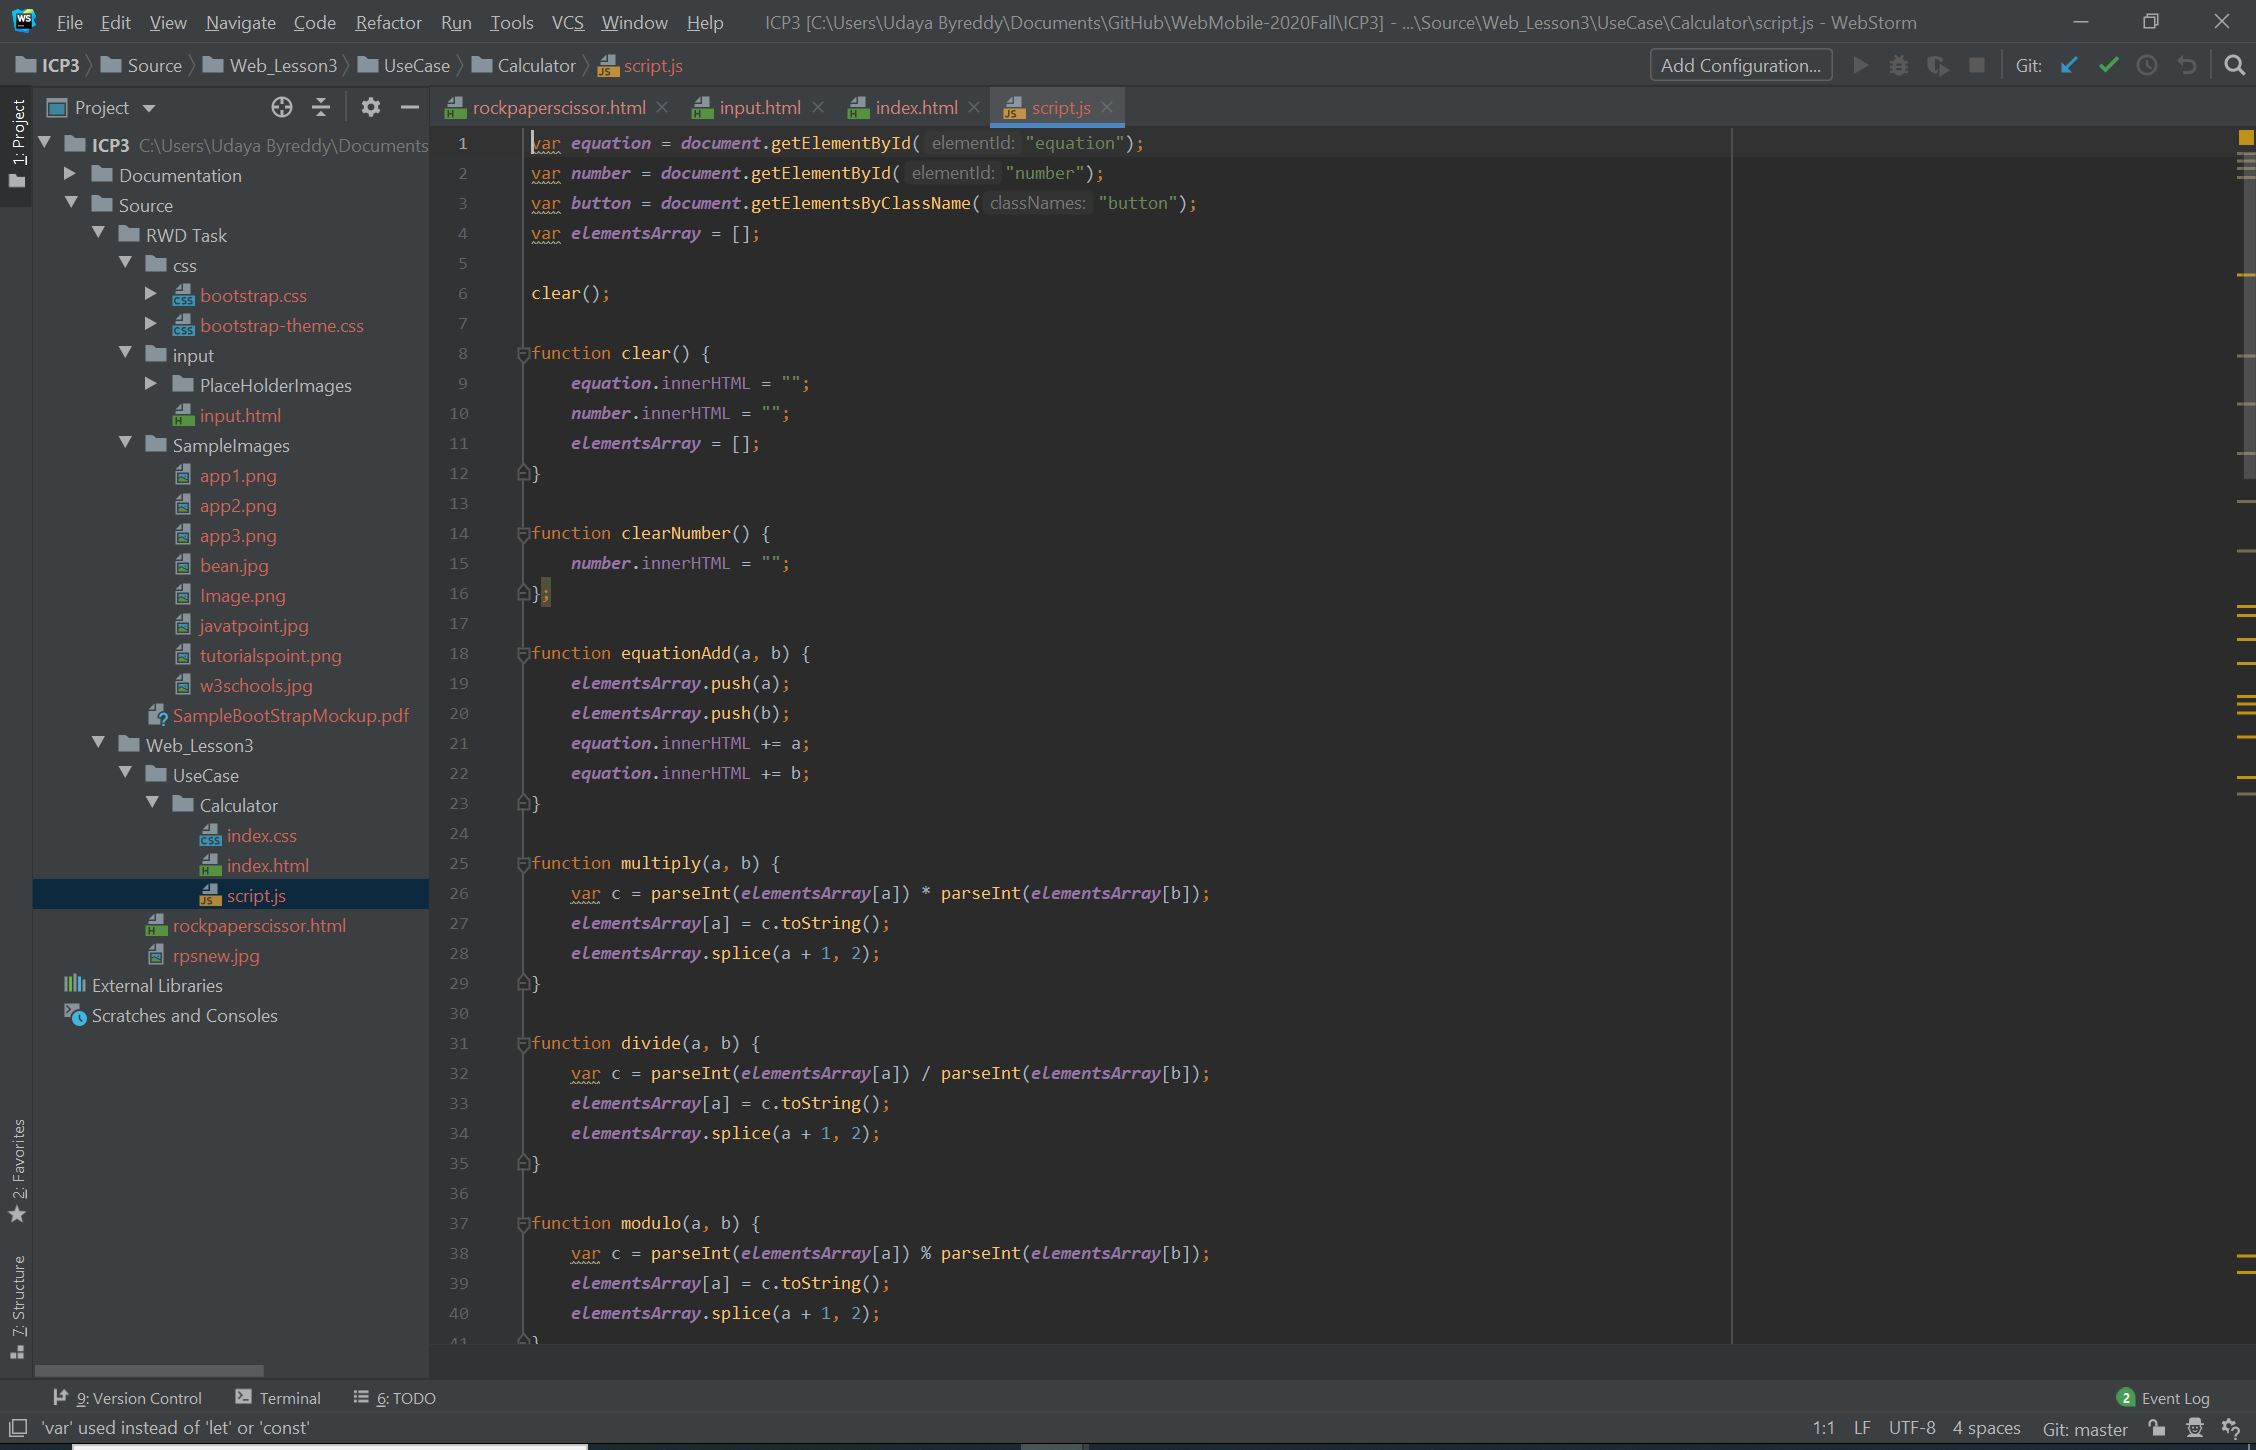 WS File Edit View Navigate Code Refactor Run Tools VCS Window Help ICP3 [C:\Users\Udaya Byreddy\Documents\GitHub\WebMobile-2020Fall\ICP3] - ...\Source\Web_Lesson3\UseCase\Calculator\script.js - WebStorm
ICP3 Source Web_Lesson3 UseCase Calculator script.js Add Configuration... Git:
Project
rockpaperscissor.html input.html index.html script.js
1: Project
ICP3 C:\Users\Udaya Byreddy\Documents
Documentation
Source
RWD Task
css
bootstrap.css
bootstrap-theme.css
input
PlaceHolderImages
input.html
SampleImages
app1.png
app2.png
app3.png
bean.jpg
Image.png
javatpoint.jpg
tutorialspoint.png
w3schools.jpg
SampleBootStrapMockup.pdf
Web_Lesson3
UseCase
Calculator
index.css
index.html
script.js
rockpaperscissor.html
rpsnew.jpg
External Libraries
Scratches and Consoles
2: Favorites
7: Structure
1 var equation = document.getElementById( elementId: "equation");
2 var number = document.getElementById( elementId: "number");
3 var button = document.getElementsByClassName( classNames: "button");
4 var elementsArray = [];
5
6 clear();
7
8 function clear() {
9 equation.innerHTML = "";
10 number.innerHTML = "";
11 elementsArray = [];
12 }
13
14 function clearNumber() {
15 number.innerHTML = "";
16 };
17
18 function equationAdd(a, b) {
19 elementsArray.push(a);
20 elementsArray.push(b);
21 equation.innerHTML += a;
22 equation.innerHTML += b;
23 }
24
25 function multiply(a, b) {
26 var c = parseInt(elementsArray[a]) * parseInt(elementsArray[b]);
27 elementsArray[a] = c.toString();
28 elementsArray.splice(a + 1, 2);
29 }
30
31 function divide(a, b) {
32 var c = parseInt(elementsArray[a]) / parseInt(elementsArray[b]);
33 elementsArray[a] = c.toString();
34 elementsArray.splice(a + 1, 2);
35 }
36
37 function modulo(a, b) {
38 var c = parseInt(elementsArray[a]) % parseInt(elementsArray[b]);
39 elementsArray[a] = c.toString();
40 elementsArray.splice(a + 1, 2);
41 }
9: Version Control Terminal 6: TODO 2 Event Log
'var' used instead of 'let' or 'const' 1:1 LF UTF-8 4 spaces Git: master